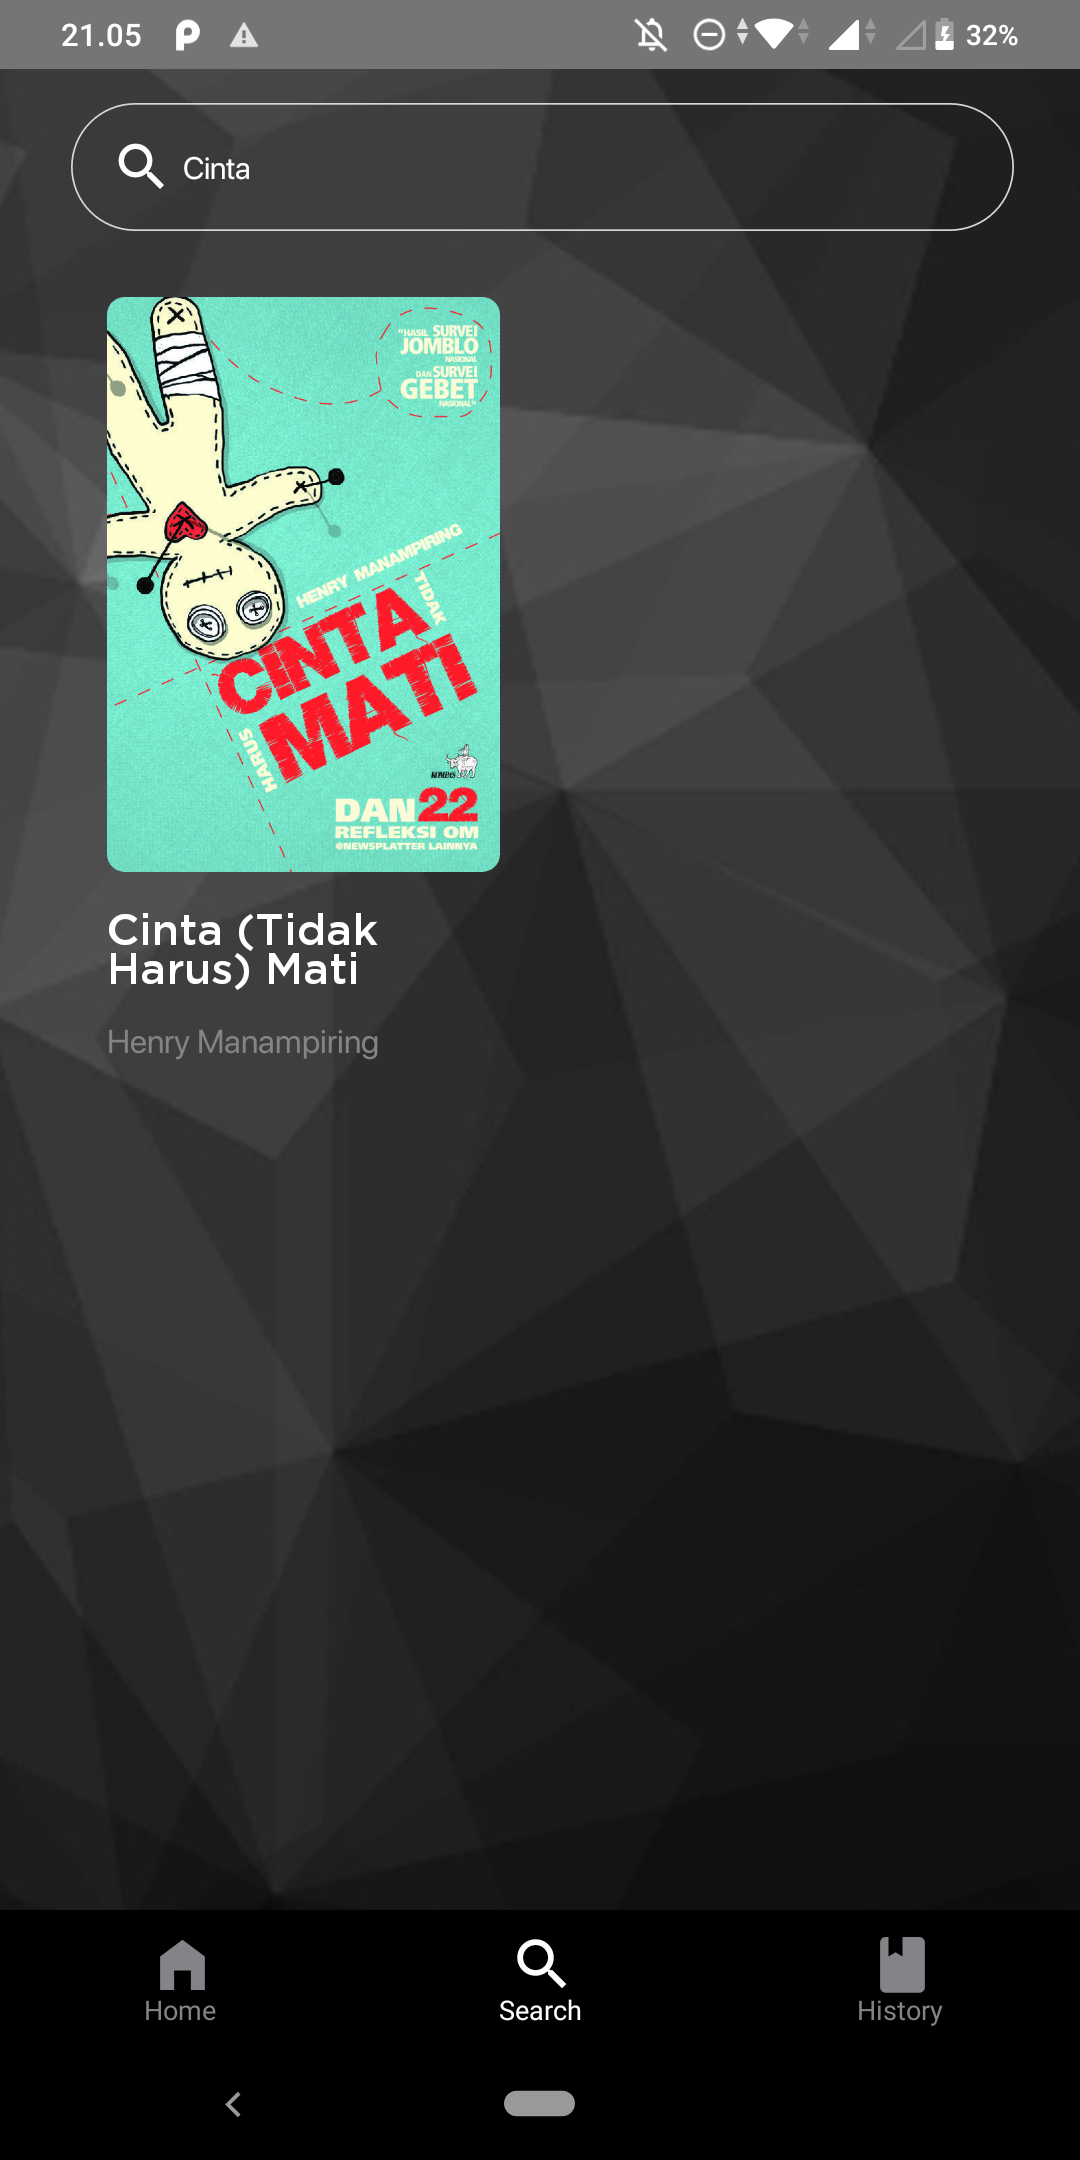 21.05
32%
Cinta
"HASIL SURVEI
JOMBLO
NASIONAL
DAN SURVEI
GEBET
NASIONAL"
HENRY MANAMPIRING
TIDAK
CINTA
MATI
HARUS
KOMPAS
DAN 22
REFLEKSI OM
@NEWSPLATTER LAINNYA
Cinta (Tidak
Harus) Mati
Henry Manampiring
Home
Search
History